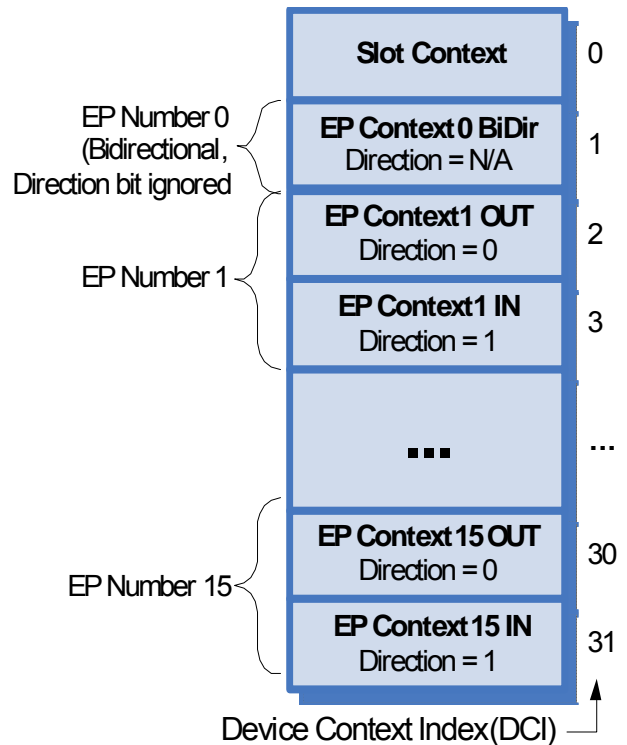 Slot Context
0
EP Number 0
(Bidirectional,
Direction bit ignored
EP Context 0 BiDir
Direction = N/A
1
EP Number 1
EP Context1 OUT
Direction = 0
2
EP Context1 IN
Direction = 1
3
...
...
EP Number 15
EP Context 15 OUT
Direction = 0
30
EP Context 15 IN
Direction = 1
31
Device Context Index(DCI)